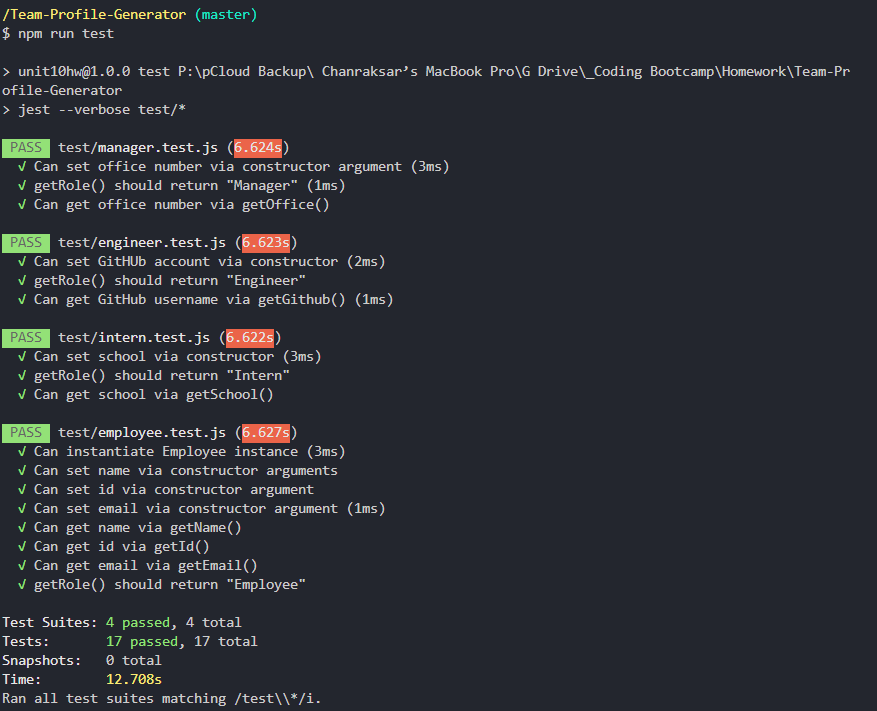 /Team-Profile-Generator (master)
$ npm run test
> unit10hw@1.0.0 test P:\pCloud Backup\ Chanraksar’s MacBook Pro\G Drive\_Coding Bootcamp\Homework\Team-Pr
ofile-Generator
> jest --verbose test/*
PASS test/manager.test.js (6.624s)
√ Can set office number via constructor argument (3ms)
√ getRole() should return "Manager" (1ms)
√ Can get office number via getOffice()
PASS test/engineer.test.js (6.623s)
√ Can set GitHUb account via constructor (2ms)
√ getRole() should return "Engineer"
√ Can get GitHub username via getGithub() (1ms)
PASS test/intern.test.js (6.622s)
√ Can set school via constructor (3ms)
√ getRole() should return "Intern"
√ Can get school via getSchool()
PASS test/employee.test.js (6.627s)
√ Can instantiate Employee instance (3ms)
√ Can set name via constructor arguments
√ Can set id via constructor argument
√ Can set email via constructor argument (1ms)
√ Can get name via getName()
√ Can get id via getId()
√ Can get email via getEmail()
√ getRole() should return "Employee"
Test Suites: 4 passed, 4 total
Tests: 17 passed, 17 total
Snapshots: 0 total
Time: 12.708s
Ran all test suites matching /test\\*/i.